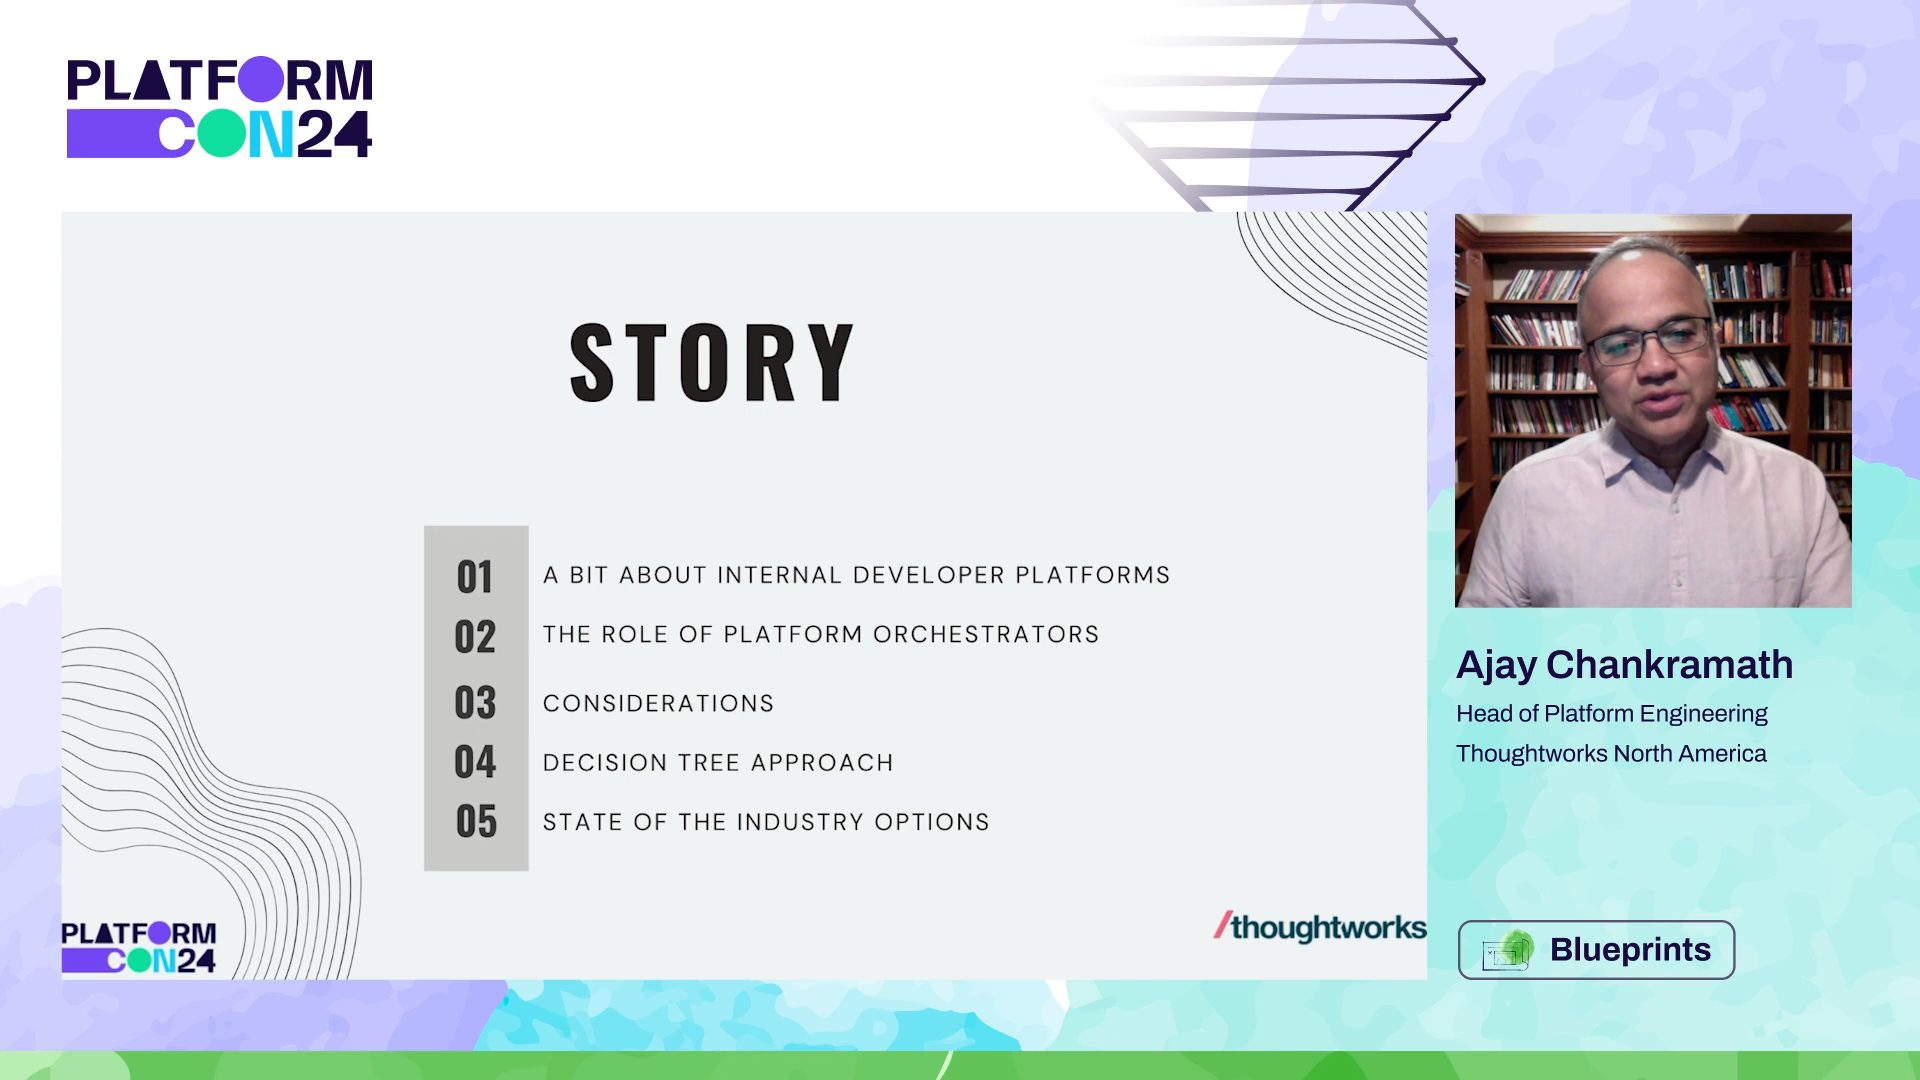 PLATFORM
CON24
STORY
01 A BIT ABOUT INTERNAL DEVELOPER PLATFORMS
02 THE ROLE OF PLATFORM ORCHESTRATORS
03 CONSIDERATIONS
04 DECISION TREE APPROACH
05 STATE OF THE INDUSTRY OPTIONS
PLATFORM
CON24
/thoughtworks
Ajay Chankramath
Head of Platform Engineering
Thoughtworks North America
Blueprints